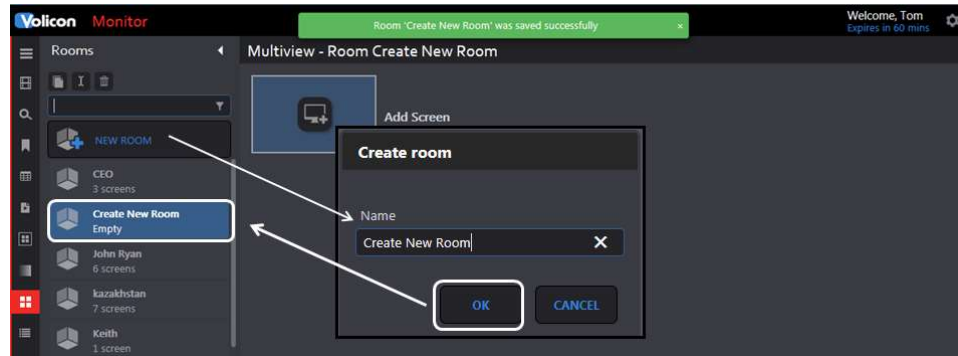 Volicon Monitor
Room 'Create New Room' was saved successfully ×
Welcome, Tom
Expires in 60 mins
Rooms
Multiview - Room Create New Room
NEW ROOM
CEO
3 screens
Create New Room
Empty
John Ryan
6 screens
kazakhstan
7 screens
Keith
1 screen
Add Screen
Create room
Name
Create New Room
OK
CANCEL